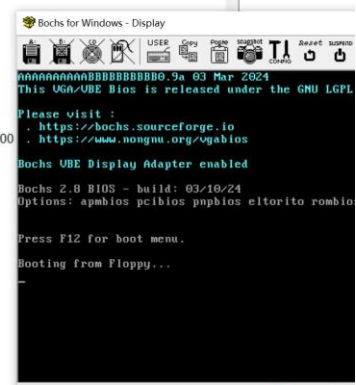 Bochs for Windows - Display
A: B: CD USER Copy Paste snapshot CONFIG Reset SUSPEND
AAAAAAAAAABBBBBBBBBB0.9a 03 Mar 2024
This VGA/VBE Bios is released under the GNU LGPL
Please visit :
. https://bochs.sourceforge.io
00
. https://www.nongnu.org/vgabios
Bochs VBE Display Adapter enabled
Bochs 2.8 BIOS - build: 03/10/24
Options: apmbios pcibios pnpbios eltorito rombios
Press F12 for boot menu.
Booting from Floppy...